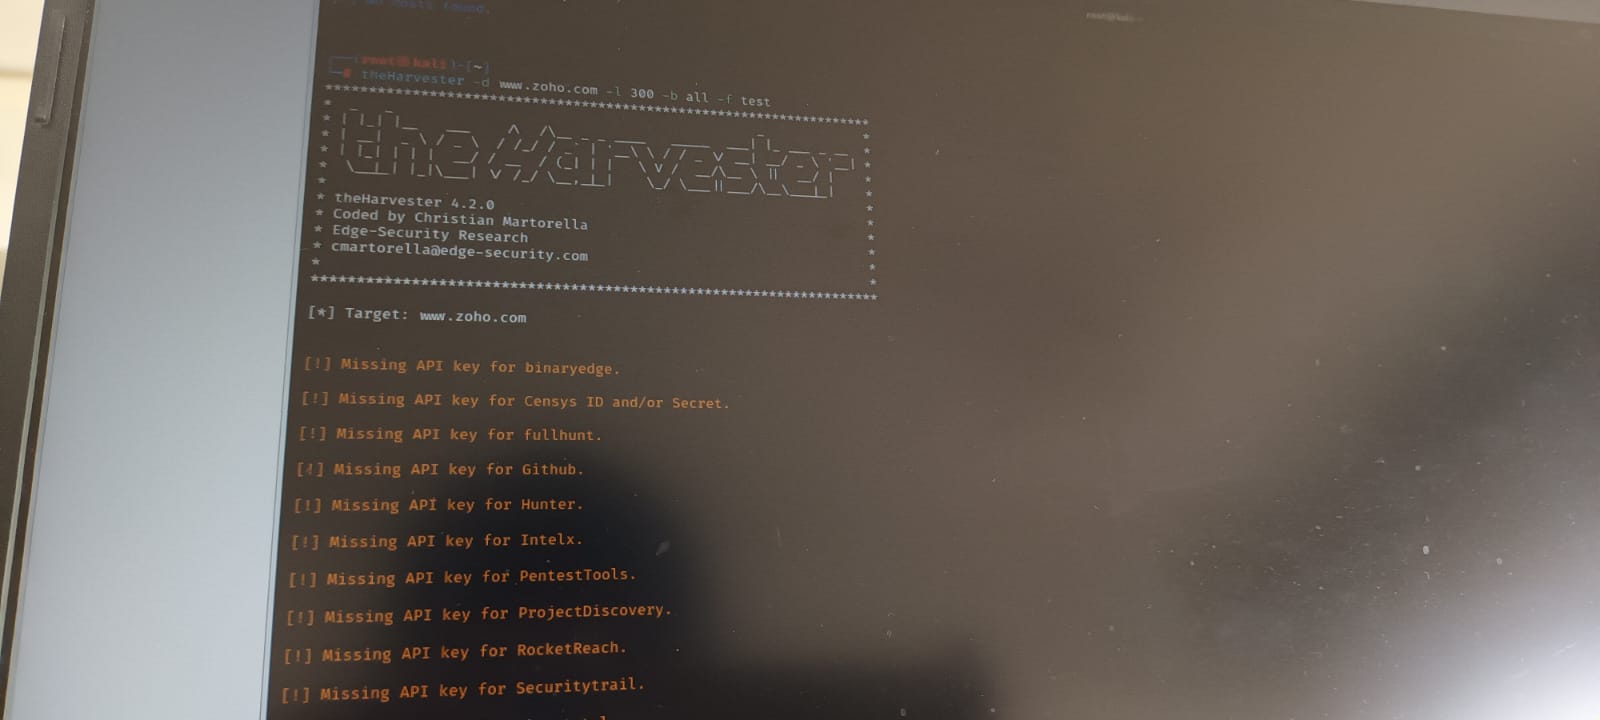 No hosts found.
(root㉿kali)-[~]
theHarvester -d www.zoho.com -l 300 -b all -f test
*******************************************************************
theHarvester
* theHarvester 4.2.0 *
* Coded by Christian Martorella *
* Edge-Security Research *
* cmartorella@edge-security.com *
* *
*******************************************************************
[*] Target: www.zoho.com
[!] Missing API key for binaryedge.
[!] Missing API key for Censys ID and/or Secret.
[!] Missing API key for fullhunt.
[!] Missing API key for Github.
[!] Missing API key for Hunter.
[!] Missing API key for Intelx.
[!] Missing API key for PentestTools.
[!] Missing API key for ProjectDiscovery.
[!] Missing API key for RocketReach.
[!] Missing API key for Securitytrail.